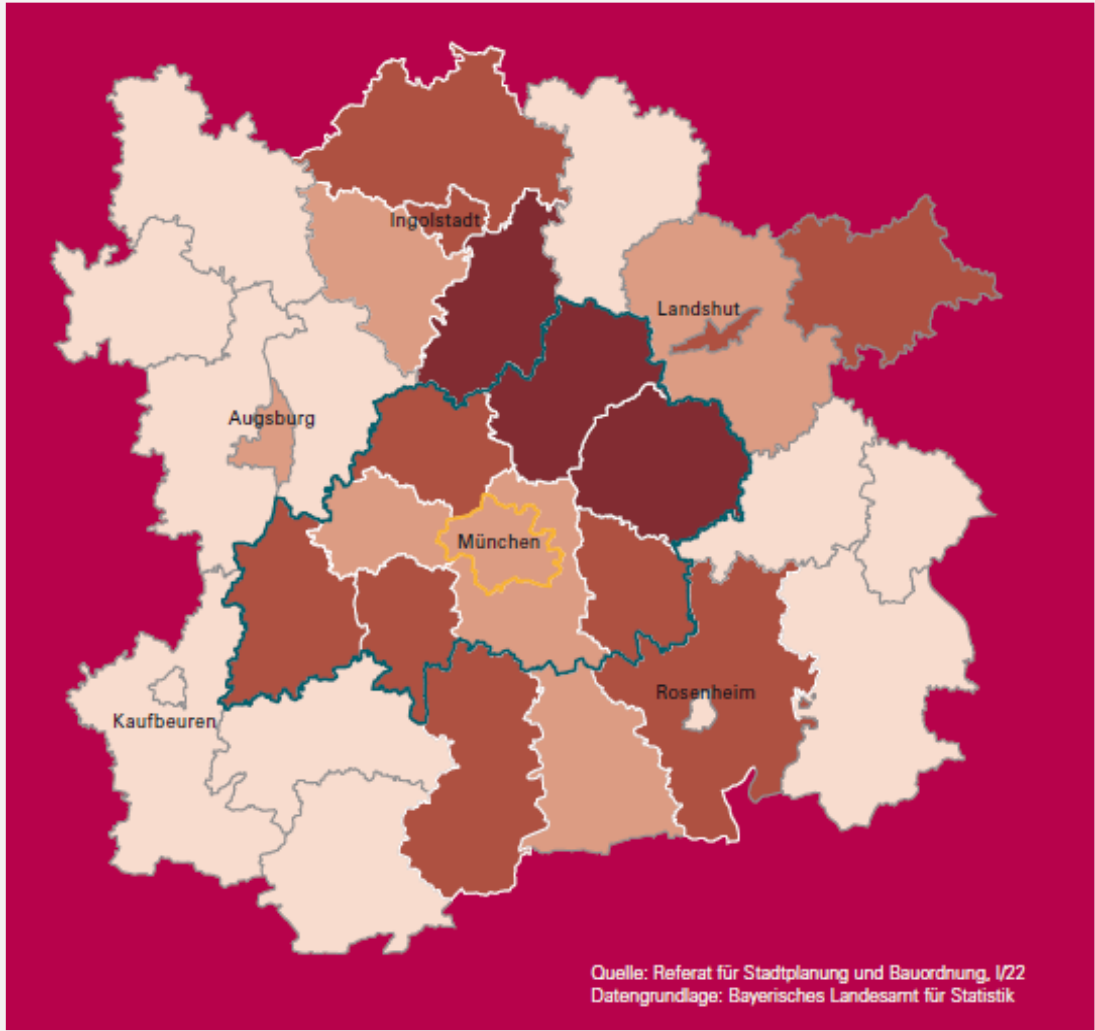 Ingolstadt
Landshut
Augsburg
München
Rosenheim
Kaufbeuren
Quelle: Referat für Stadtplanung und Bauordnung, I/22
Datengrundlage: Bayerisches Landesamt für Statistik